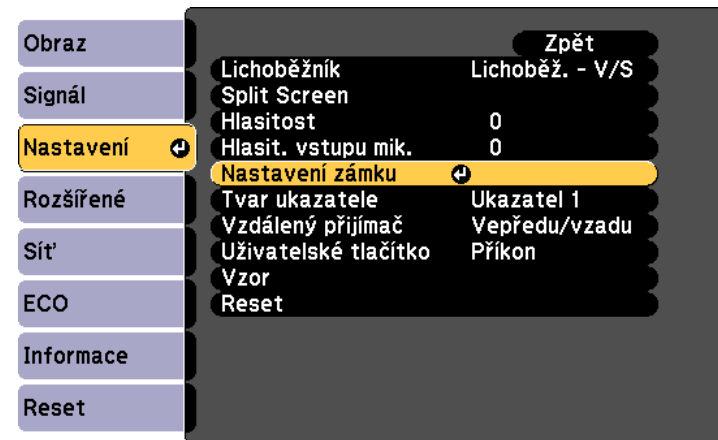 Obraz
Signál
Nastavení
Rozšířené
Síť
ECO
Informace
Reset
Zpět
Lichoběžník Lichoběž. - V/S
Split Screen
Hlasitost 0
Hlasit. vstupu mik. 0
Nastavení zámku
Tvar ukazatele Ukazatel 1
Vzdálený přijímač Vepředu/vzadu
Uživatelské tlačítko Příkon
Vzor
Reset